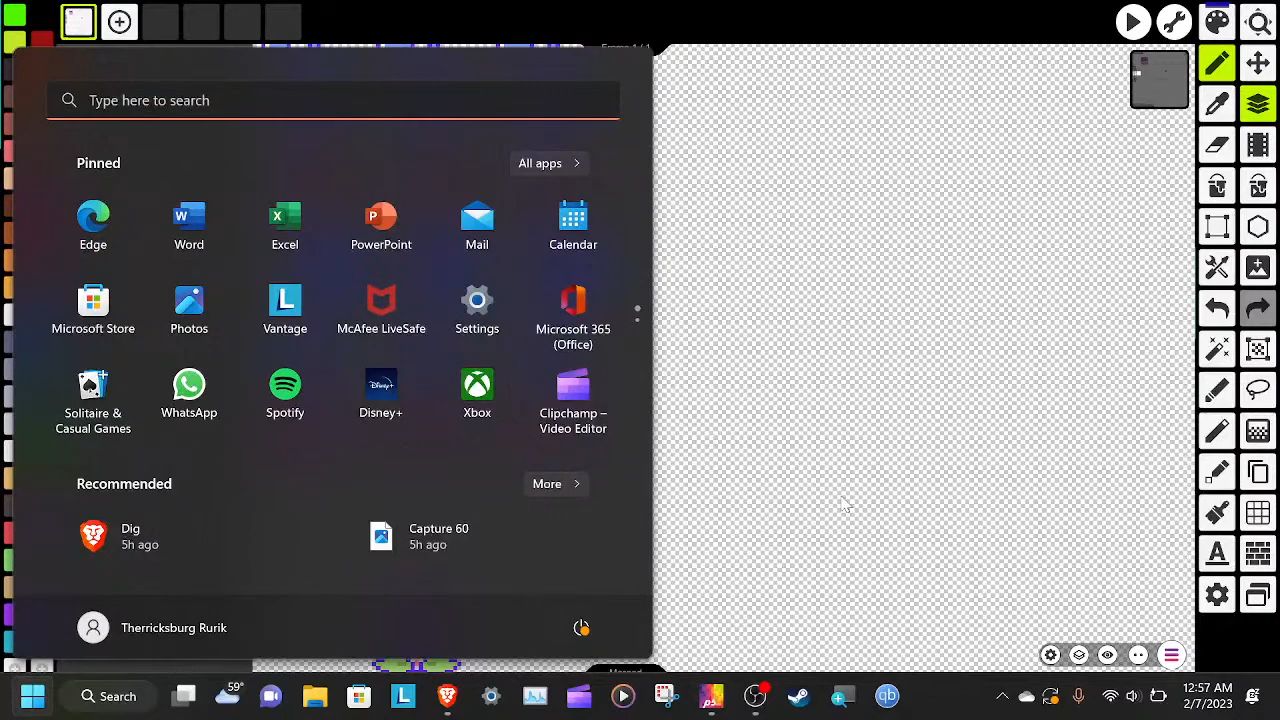 Type here to search
Pinned
All apps
Edge
Word
Excel
PowerPoint
Mail
Calendar
Microsoft Store
Photos
Vantage
McAfee LiveSafe
Settings
Microsoft 365
(Office)
Solitaire &
Casual Games
WhatsApp
Spotify
Disney+
Xbox
Clipchamp –
Video Editor
Recommended
More
Dig
5h ago
Capture 60
5h ago
Therricksburg Rurik
Search
59°
12:57 AM
2/7/2023